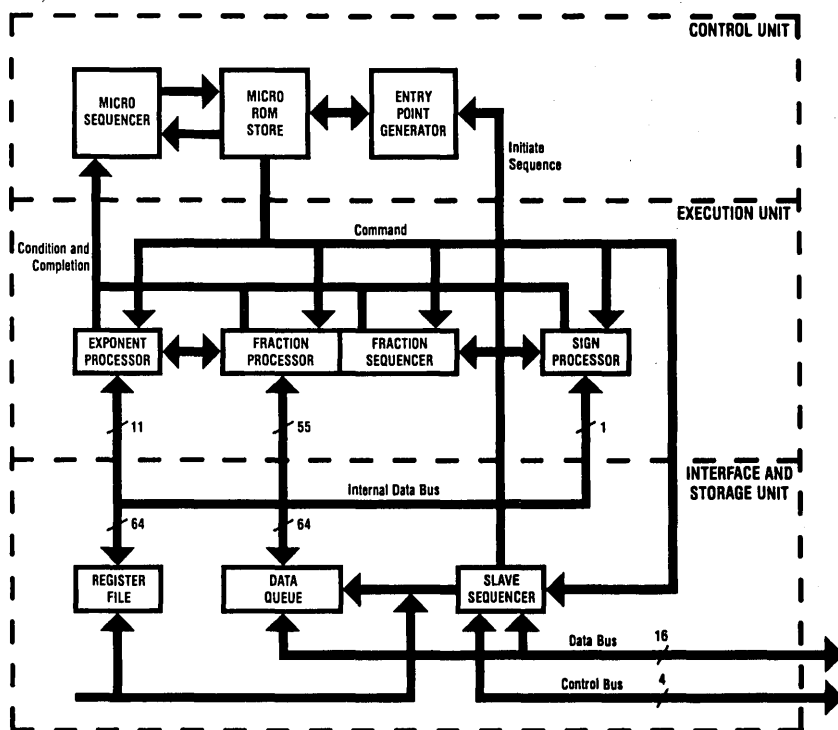 CONTROL UNIT
MICRO
SEQUENCER
MICRO
ROM
STORE
ENTRY
POINT
GENERATOR
Initiate
Sequence
EXECUTION UNIT
Command
Condition and
Completion
EXPONENT
PROCESSOR
FRACTION
PROCESSOR
FRACTION
SEQUENCER
SIGN
PROCESSOR
11
55
1
INTERFACE AND
STORAGE UNIT
Internal Data Bus
64
64
REGISTER
FILE
DATA
QUEUE
SLAVE
SEQUENCER
Data Bus
16
Control Bus
4